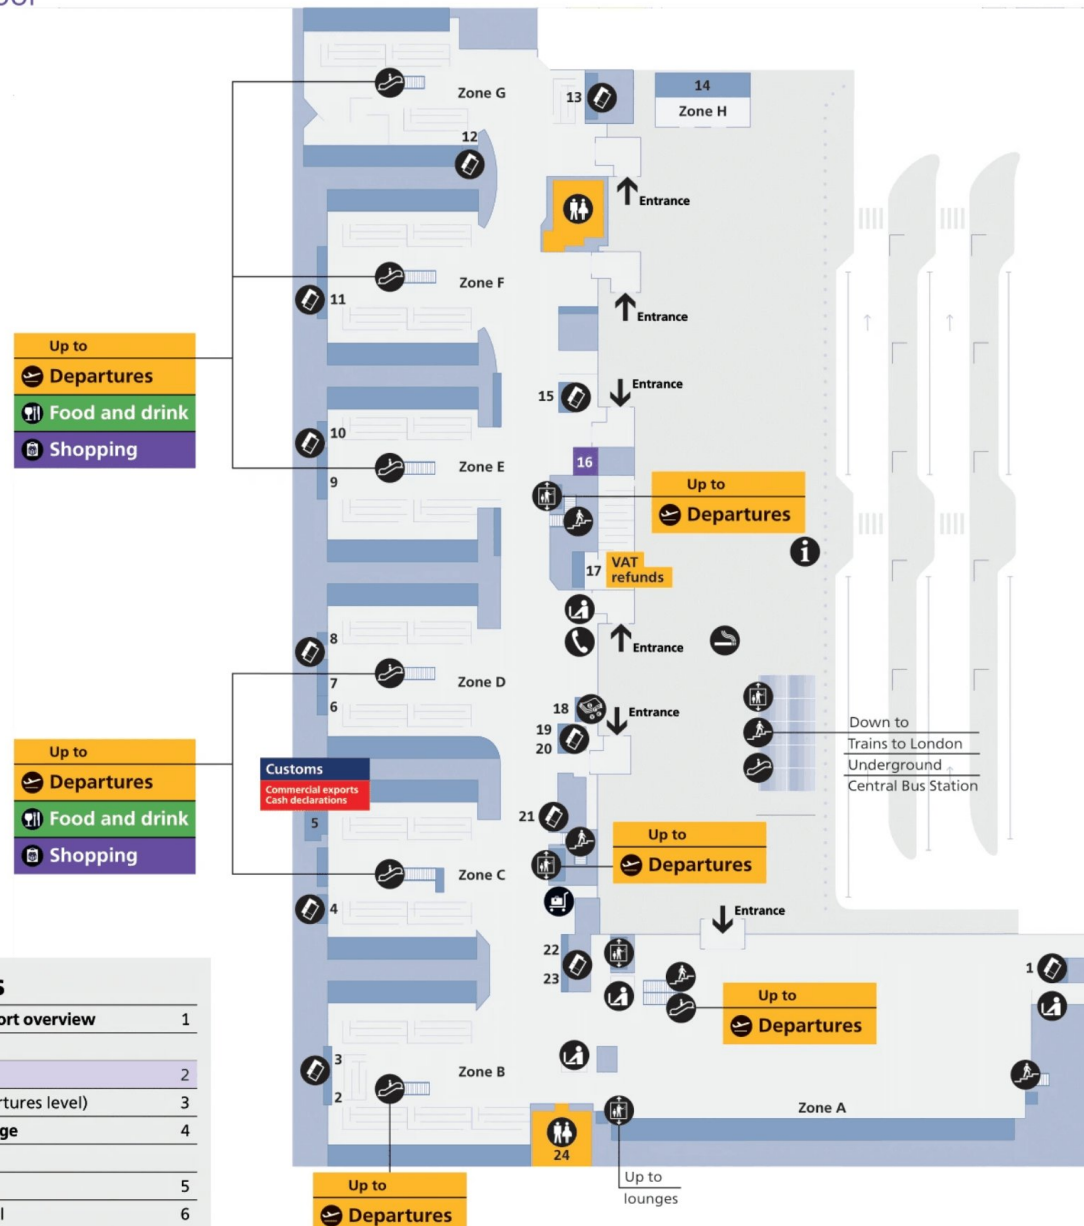 Zone G
13
14
Zone H
12
Entrance
Zone F
11
Entrance
Up to
Departures
Food and drink
Shopping
15
Entrance
10
Zone E
9
16
Up to
Departures
17
VAT
refunds
Entrance
8
7
6
Zone D
18
Entrance
19
20
Down to
Trains to London
Underground
Central Bus Station
Up to
Departures
Food and drink
Shopping
Customs
Commercial exports
Cash declarations
5
21
Up to
Departures
Zone C
4
Entrance
22
23
1
Up to
Departures
3
2
Zone B
Zone A
24
Up to
lounges
Up to
Departures
ort overview 1
2
rtures level) 3
ge 4
5
l 6